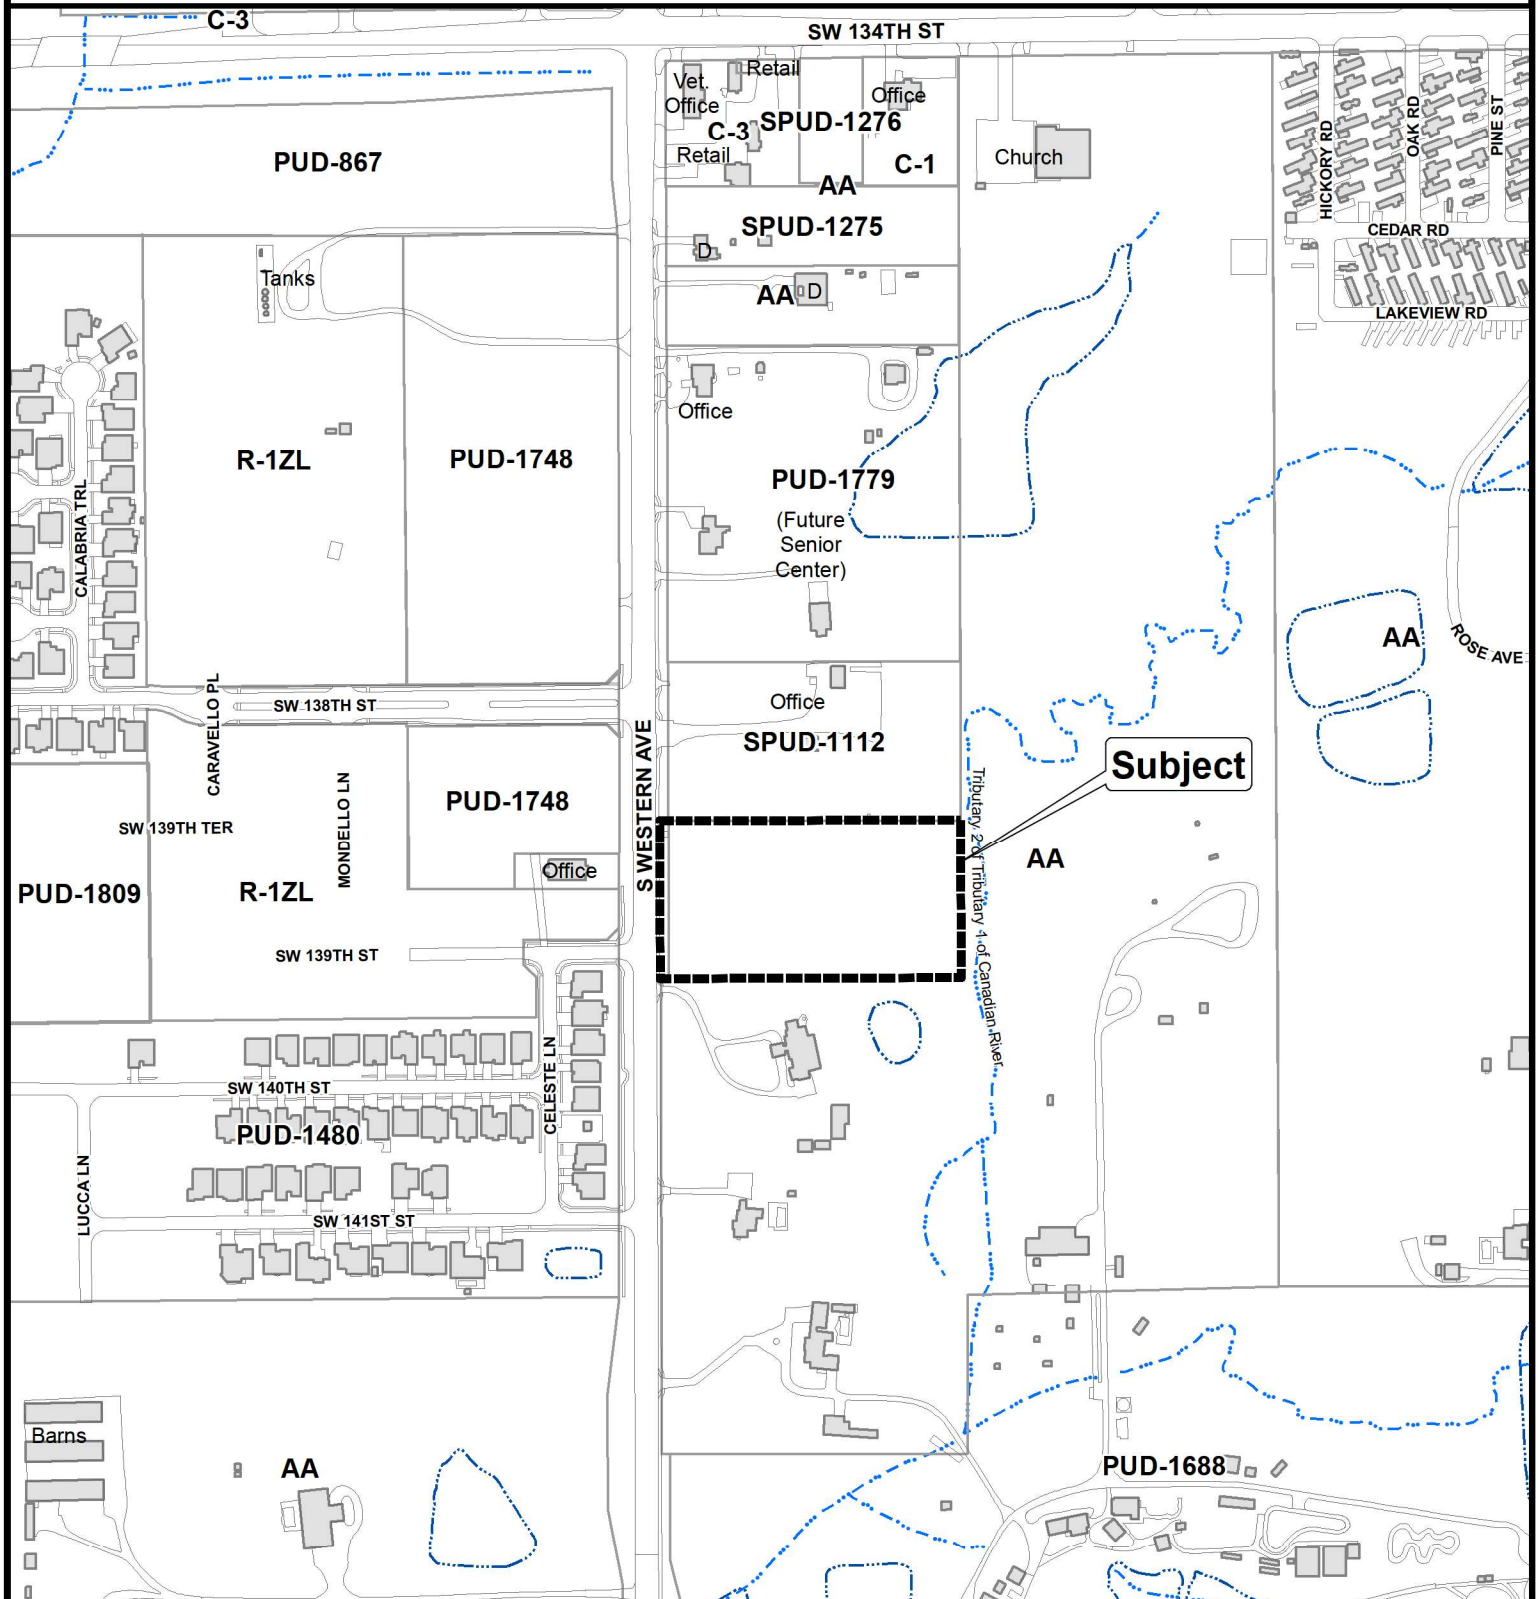 C-3
SW 134TH ST
Vet.
Office
Retail
C-3
Retail
SPUD-1276
Office
C-1
AA
Church
HICKORY RD
OAK RD
PINE ST
CEDAR RD
LAKEVIEW RD
PUD-867
SPUD-1275
D
AA
D
Tanks
Office
R-1ZL
PUD-1748
PUD-1779
(Future
Senior
Center)
CALABRIA TRL
AA
ROSE AVE
CARAVELLO PL
SW 138TH ST
Office
SPUD-1112
S WESTERN AVE
Subject
Tributary 2 of Tributary 1 of Canadian River
AA
MONDELLO LN
PUD-1748
SW 139TH TER
Office
PUD-1809
R-1ZL
SW 139TH ST
CELESTE LN
SW 140TH ST
PUD-1480
LUCCA LN
SW 141ST ST
Barns
AA
PUD-1688